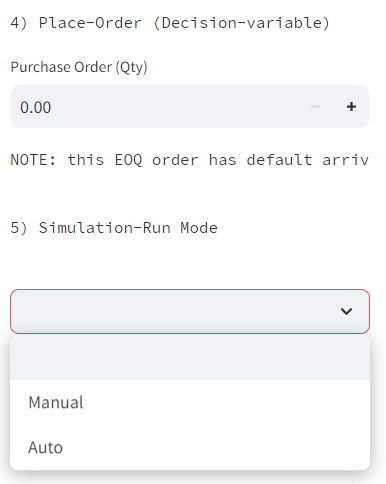 4) Place-Order (Decision-variable)
Purchase Order (Qty)
0.00
NOTE: this EOQ order has default arriv
5) Simulation-Run Mode
Manual
Auto